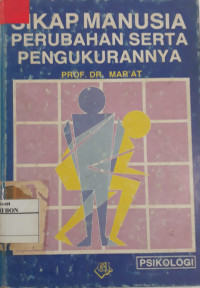 SIKAP MANUSIA
PERUBAHAN SERTA
PENGUKURANNYA
PROF. DR. MAR'AT
PSIKOLOGI